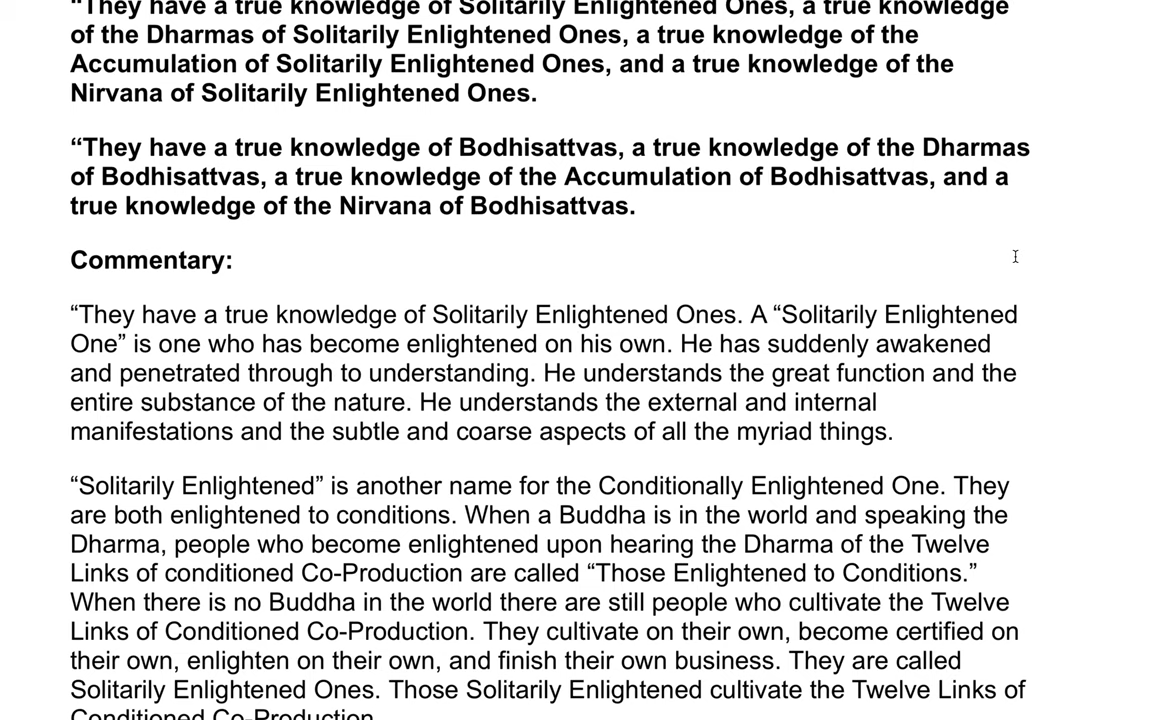 “They have a true knowledge of Solitarily Enlightened Ones, a true knowledge
of the Dharmas of Solitarily Enlightened Ones, a true knowledge of the
Accumulation of Solitarily Enlightened Ones, and a true knowledge of the
Nirvana of Solitarily Enlightened Ones.
“They have a true knowledge of Bodhisattvas, a true knowledge of the Dharmas
of Bodhisattvas, a true knowledge of the Accumulation of Bodhisattvas, and a
true knowledge of the Nirvana of Bodhisattvas.
Commentary:
“They have a true knowledge of Solitarily Enlightened Ones. A “Solitarily Enlightened
One” is one who has become enlightened on his own. He has suddenly awakened
and penetrated through to understanding. He understands the great function and the
entire substance of the nature. He understands the external and internal
manifestations and the subtle and coarse aspects of all the myriad things.
“Solitarily Enlightened” is another name for the Conditionally Enlightened One. They
are both enlightened to conditions. When a Buddha is in the world and speaking the
Dharma, people who become enlightened upon hearing the Dharma of the Twelve
Links of conditioned Co-Production are called “Those Enlightened to Conditions.”
When there is no Buddha in the world there are still people who cultivate the Twelve
Links of Conditioned Co-Production. They cultivate on their own, become certified on
their own, enlighten on their own, and finish their own business. They are called
Solitarily Enlightened Ones. Those Solitarily Enlightened cultivate the Twelve Links of
Conditioned Co-Production